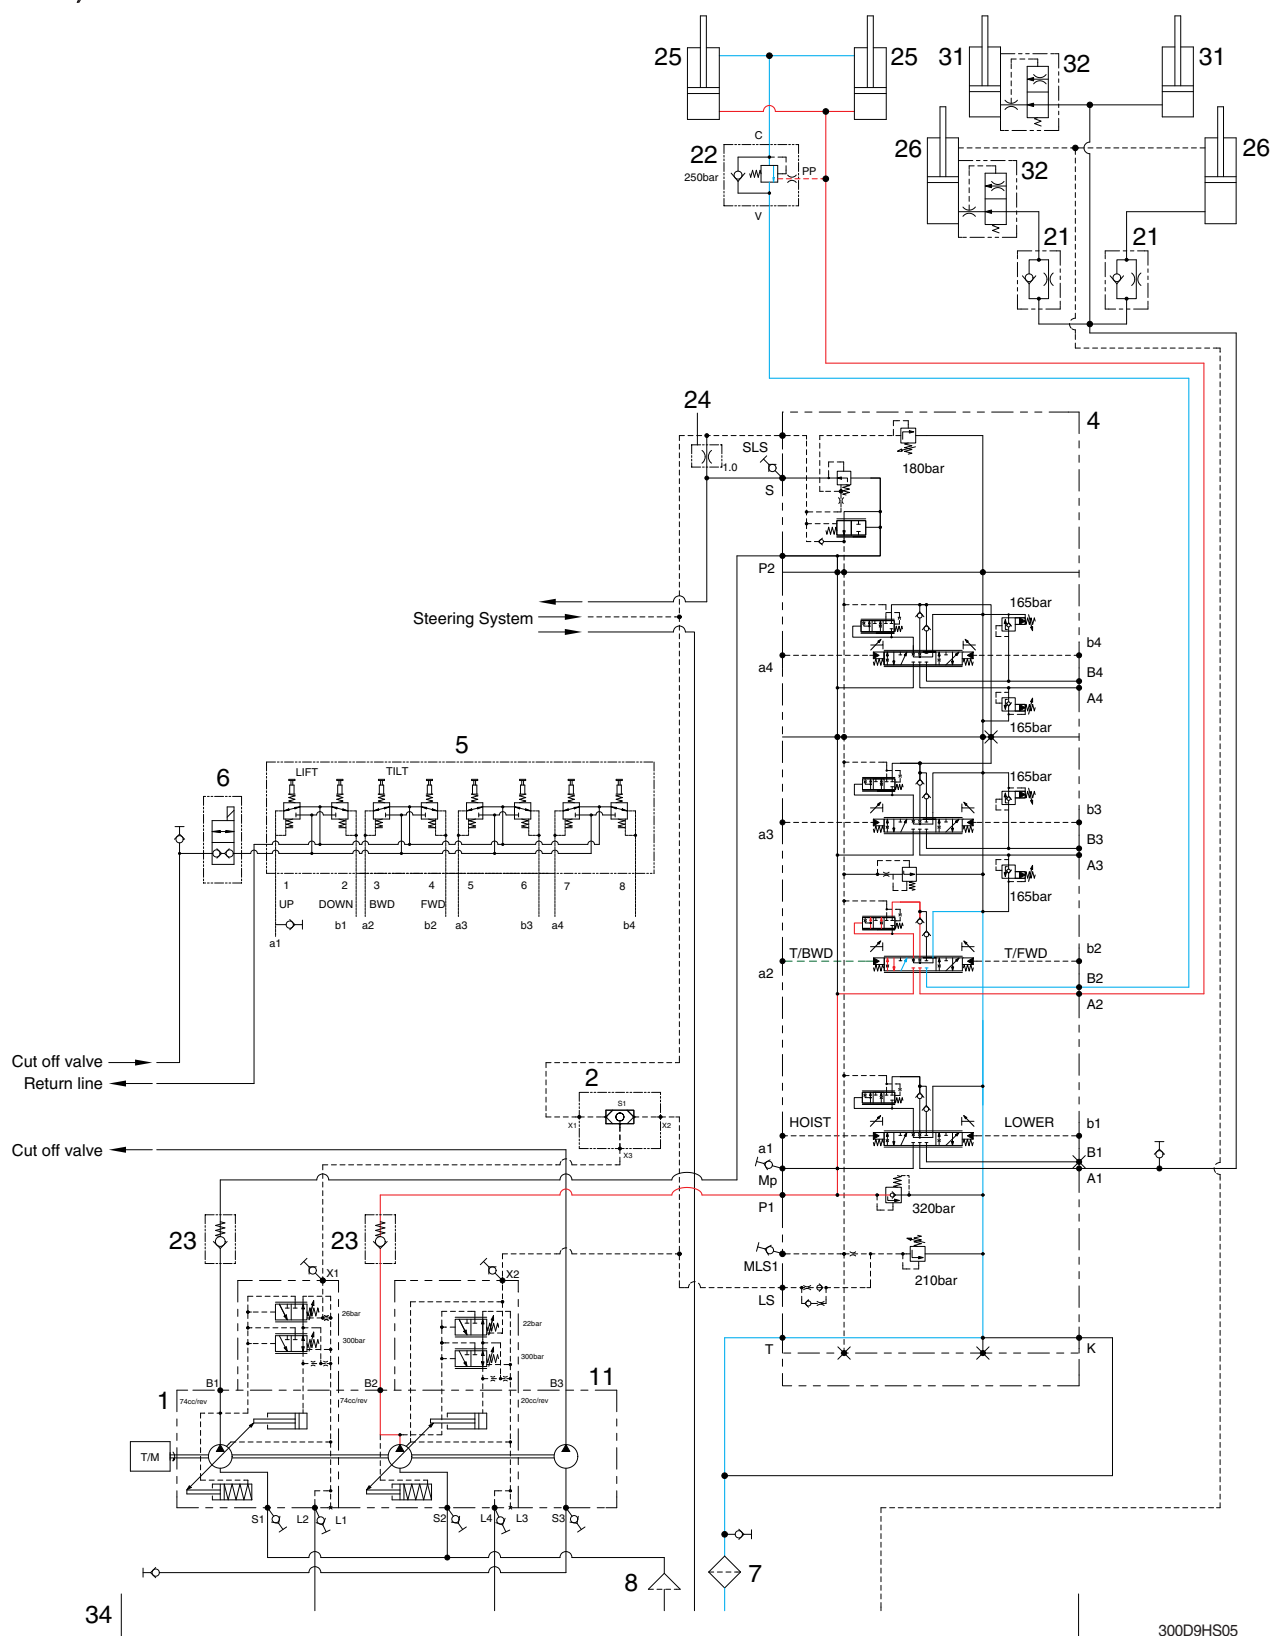 25
25
31
32
31
C
22
PP
250bar
V
26
32
26
21
21
24
4
SLS
1.0
180bar
S
P2
Steering System
165bar
b4
a4
B4
A4
165bar
5
6
LIFT
TILT
165bar
b3
a3
B3
A3
165bar
1
2
3
4
5
6
7
8
UP
DOWN
BWD
FWD
b1
a2
b2
a3
b3
a4
b4
a1
T/BWD
T/FWD
b2
a2
B2
A2
Cut off valve
Return line
2
S1
X1
X2
X3
HOIST
LOWER
b1
Cut off valve
a1
B1
Mp
A1
P1
320bar
23
23
MLS1
210bar
X1
X2
LS
26bar
22bar
300bar
300bar
T
K
B1
B2
B3
11
1
74cc/rev
74cc/rev
20cc/rev
T/M
S1
L2
L1
S2
L4
L3
S3
8
7
34
300D9HS05